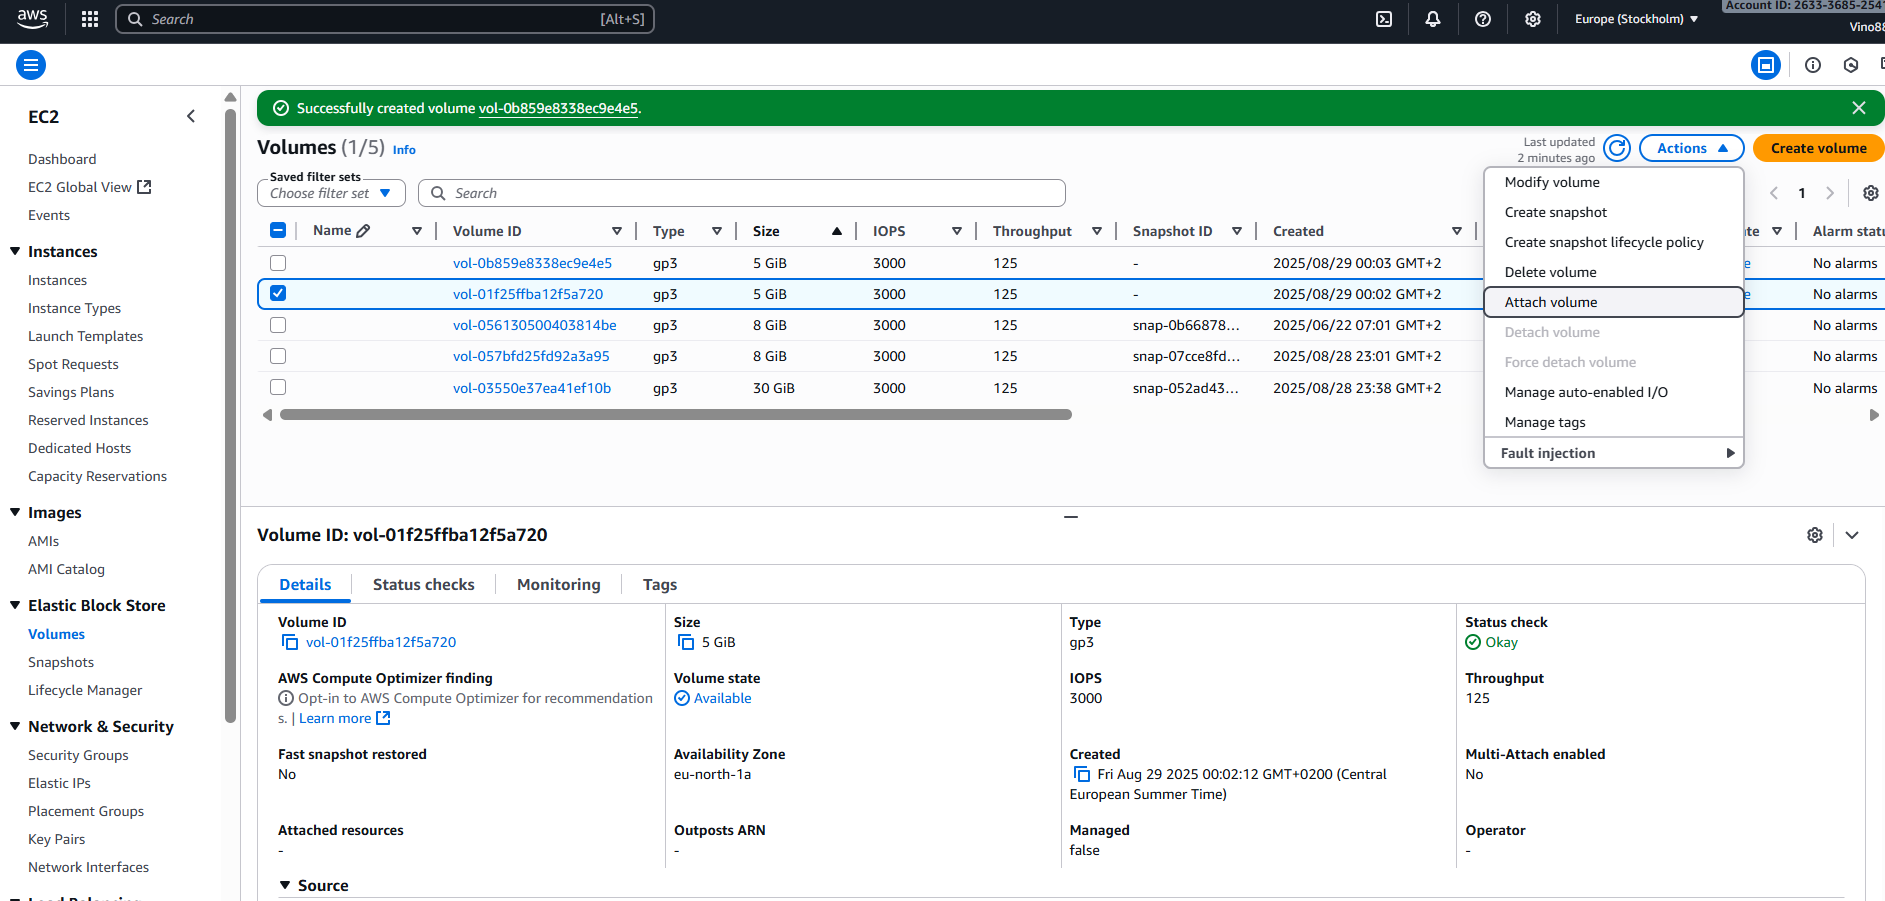 aws
Search [Alt+S]
Europe (Stockholm)
Account ID: 2633-3685-2541
Vino88
EC2
Dashboard
EC2 Global View
Events
Instances
Instances
Instance Types
Launch Templates
Spot Requests
Savings Plans
Reserved Instances
Dedicated Hosts
Capacity Reservations
Images
AMIs
AMI Catalog
Elastic Block Store
Volumes
Snapshots
Lifecycle Manager
Network & Security
Security Groups
Elastic IPs
Placement Groups
Key Pairs
Network Interfaces
Successfully created volume vol-0b859e8338ec9e4e5.
Volumes (1/5) Info
Last updated
2 minutes ago
Actions
Create volume
Saved filter sets
Choose filter set
Search
1
Name Volume ID Type Size IOPS Throughput Snapshot ID Created te Alarm statu
vol-0b859e8338ec9e4e5 gp3 5 GiB 3000 125 - 2025/08/29 00:03 GMT+2 e No alarms
vol-01f25ffba12f5a720 gp3 5 GiB 3000 125 - 2025/08/29 00:02 GMT+2 e No alarms
vol-056130500403814be gp3 8 GiB 3000 125 snap-0b66878... 2025/06/22 07:01 GMT+2 No alarms
vol-057bfd25fd92a3a95 gp3 8 GiB 3000 125 snap-07cce8fd... 2025/08/28 23:01 GMT+2 No alarms
vol-03550e37ea41ef10b gp3 30 GiB 3000 125 snap-052ad43... 2025/08/28 23:38 GMT+2 No alarms
Modify volume
Create snapshot
Create snapshot lifecycle policy
Delete volume
Attach volume
Detach volume
Force detach volume
Manage auto-enabled I/O
Manage tags
Fault injection
Volume ID: vol-01f25ffba12f5a720
Details Status checks Monitoring Tags
Volume ID
vol-01f25ffba12f5a720
Size
5 GiB
Type
gp3
Status check
Okay
AWS Compute Optimizer finding
Opt-in to AWS Compute Optimizer for recommendation
s. | Learn more
Volume state
Available
IOPS
3000
Throughput
125
Fast snapshot restored
No
Availability Zone
eu-north-1a
Created
Fri Aug 29 2025 00:02:12 GMT+0200 (Central
European Summer Time)
Multi-Attach enabled
No
Attached resources
-
Outposts ARN
-
Managed
false
Operator
-
Source